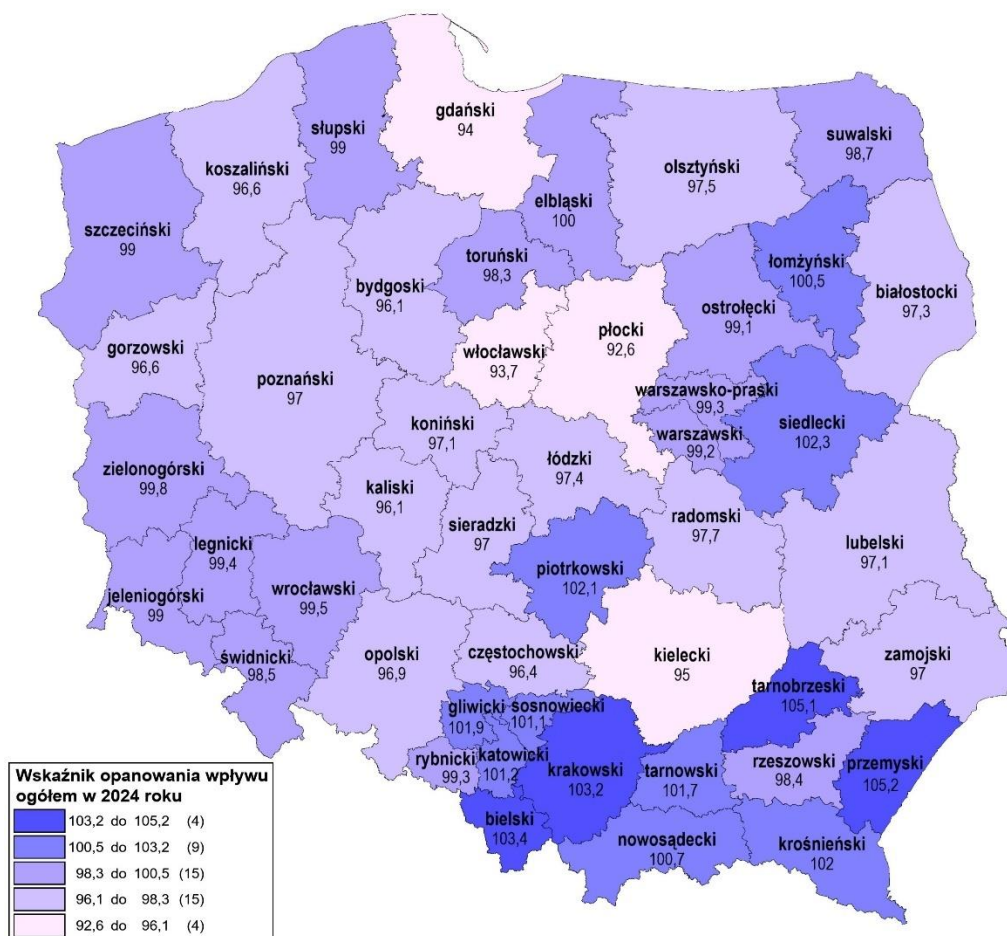 gdański
94
słupski
99
koszaliński
96,6
suwalski
98,7
olsztyński
97,5
elbląski
100
szczeciński
99
toruński
98,3
łomżyński
100,5
bydgoski
96,1
białostocki
97,3
ostrołęcki
99,1
płocki
92,6
włocławski
93,7
gorzowski
96,6
poznański
97
warszawsko-praski
99,3
warszawski
99,2
siedlecki
102,3
koniński
97,1
łódzki
97,4
zielonogórski
99,8
kaliski
96,1
sieradzki
97
radomski
97,7
lubelski
97,1
legnicki
99,4
piotrkowski
102,1
jeleniogórski
99
wrocławski
99,5
świdnicki
98,5
opolski
96,9
częstochowski
96,4
kielecki
95
zamojski
97
tarnobrzeski
105,1
gliwicki
101,9
sosnowiecki
101,1
rybnicki
99,3
katowicki
101,2
krakowski
103,2
tarnowski
101,7
rzeszowski
98,4
przemyski
105,2
bielski
103,4
nowosądecki
100,7
krośnieński
102
Wskaźnik opanowania wpływu
ogółem w 2024 roku
103,2 do 105,2 (4)
100,5 do 103,2 (9)
98,3 do 100,5 (15)
96,1 do 98,3 (15)
92,6 do 96,1 (4)